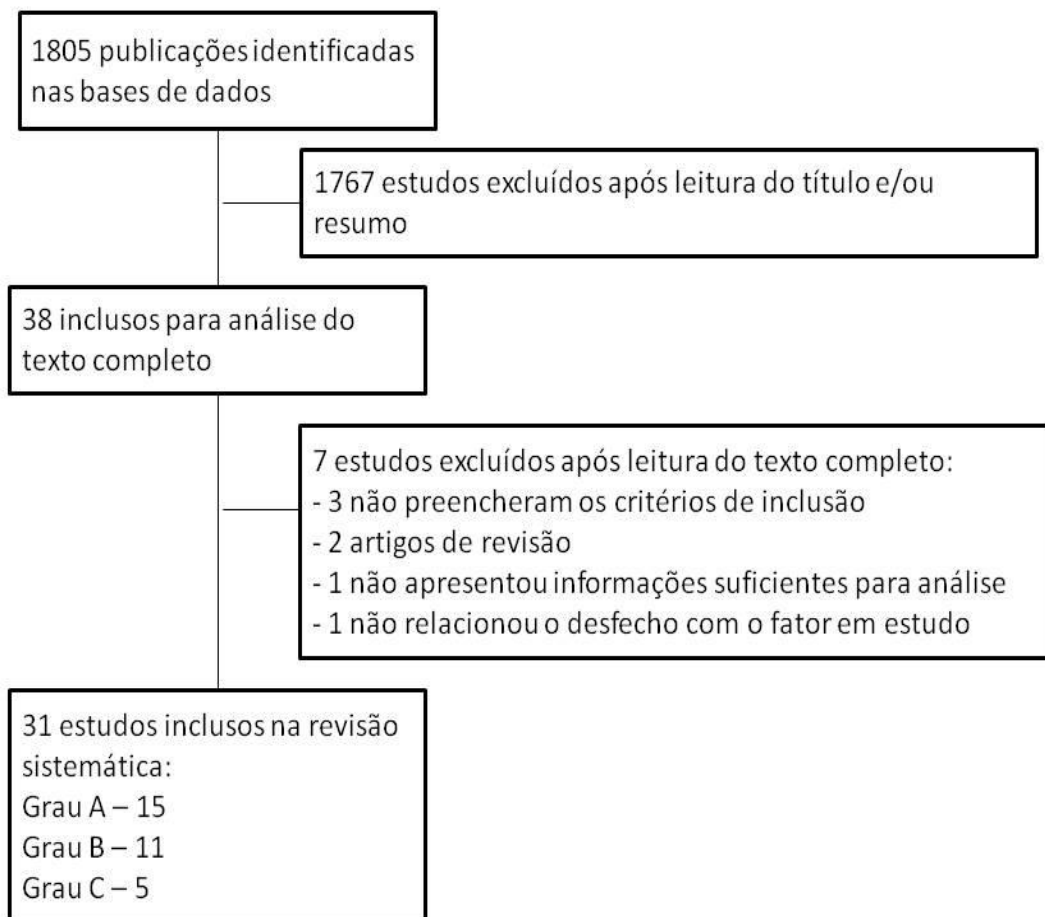 1805 publicações identificadas
nas bases de dados
1767 estudos excluídos após leitura do título e/ou
resumo
38 inclusos para análise do
texto completo
7 estudos excluídos após leitura do texto completo:
- 3 não preencheram os critérios de inclusão
- 2 artigos de revisão
- 1 não apresentou informações suficientes para análise
- 1 não relacionou o desfecho com o fator em estudo
31 estudos inclusos na revisão
sistemática:
Grau A – 15
Grau B – 11
Grau C – 5